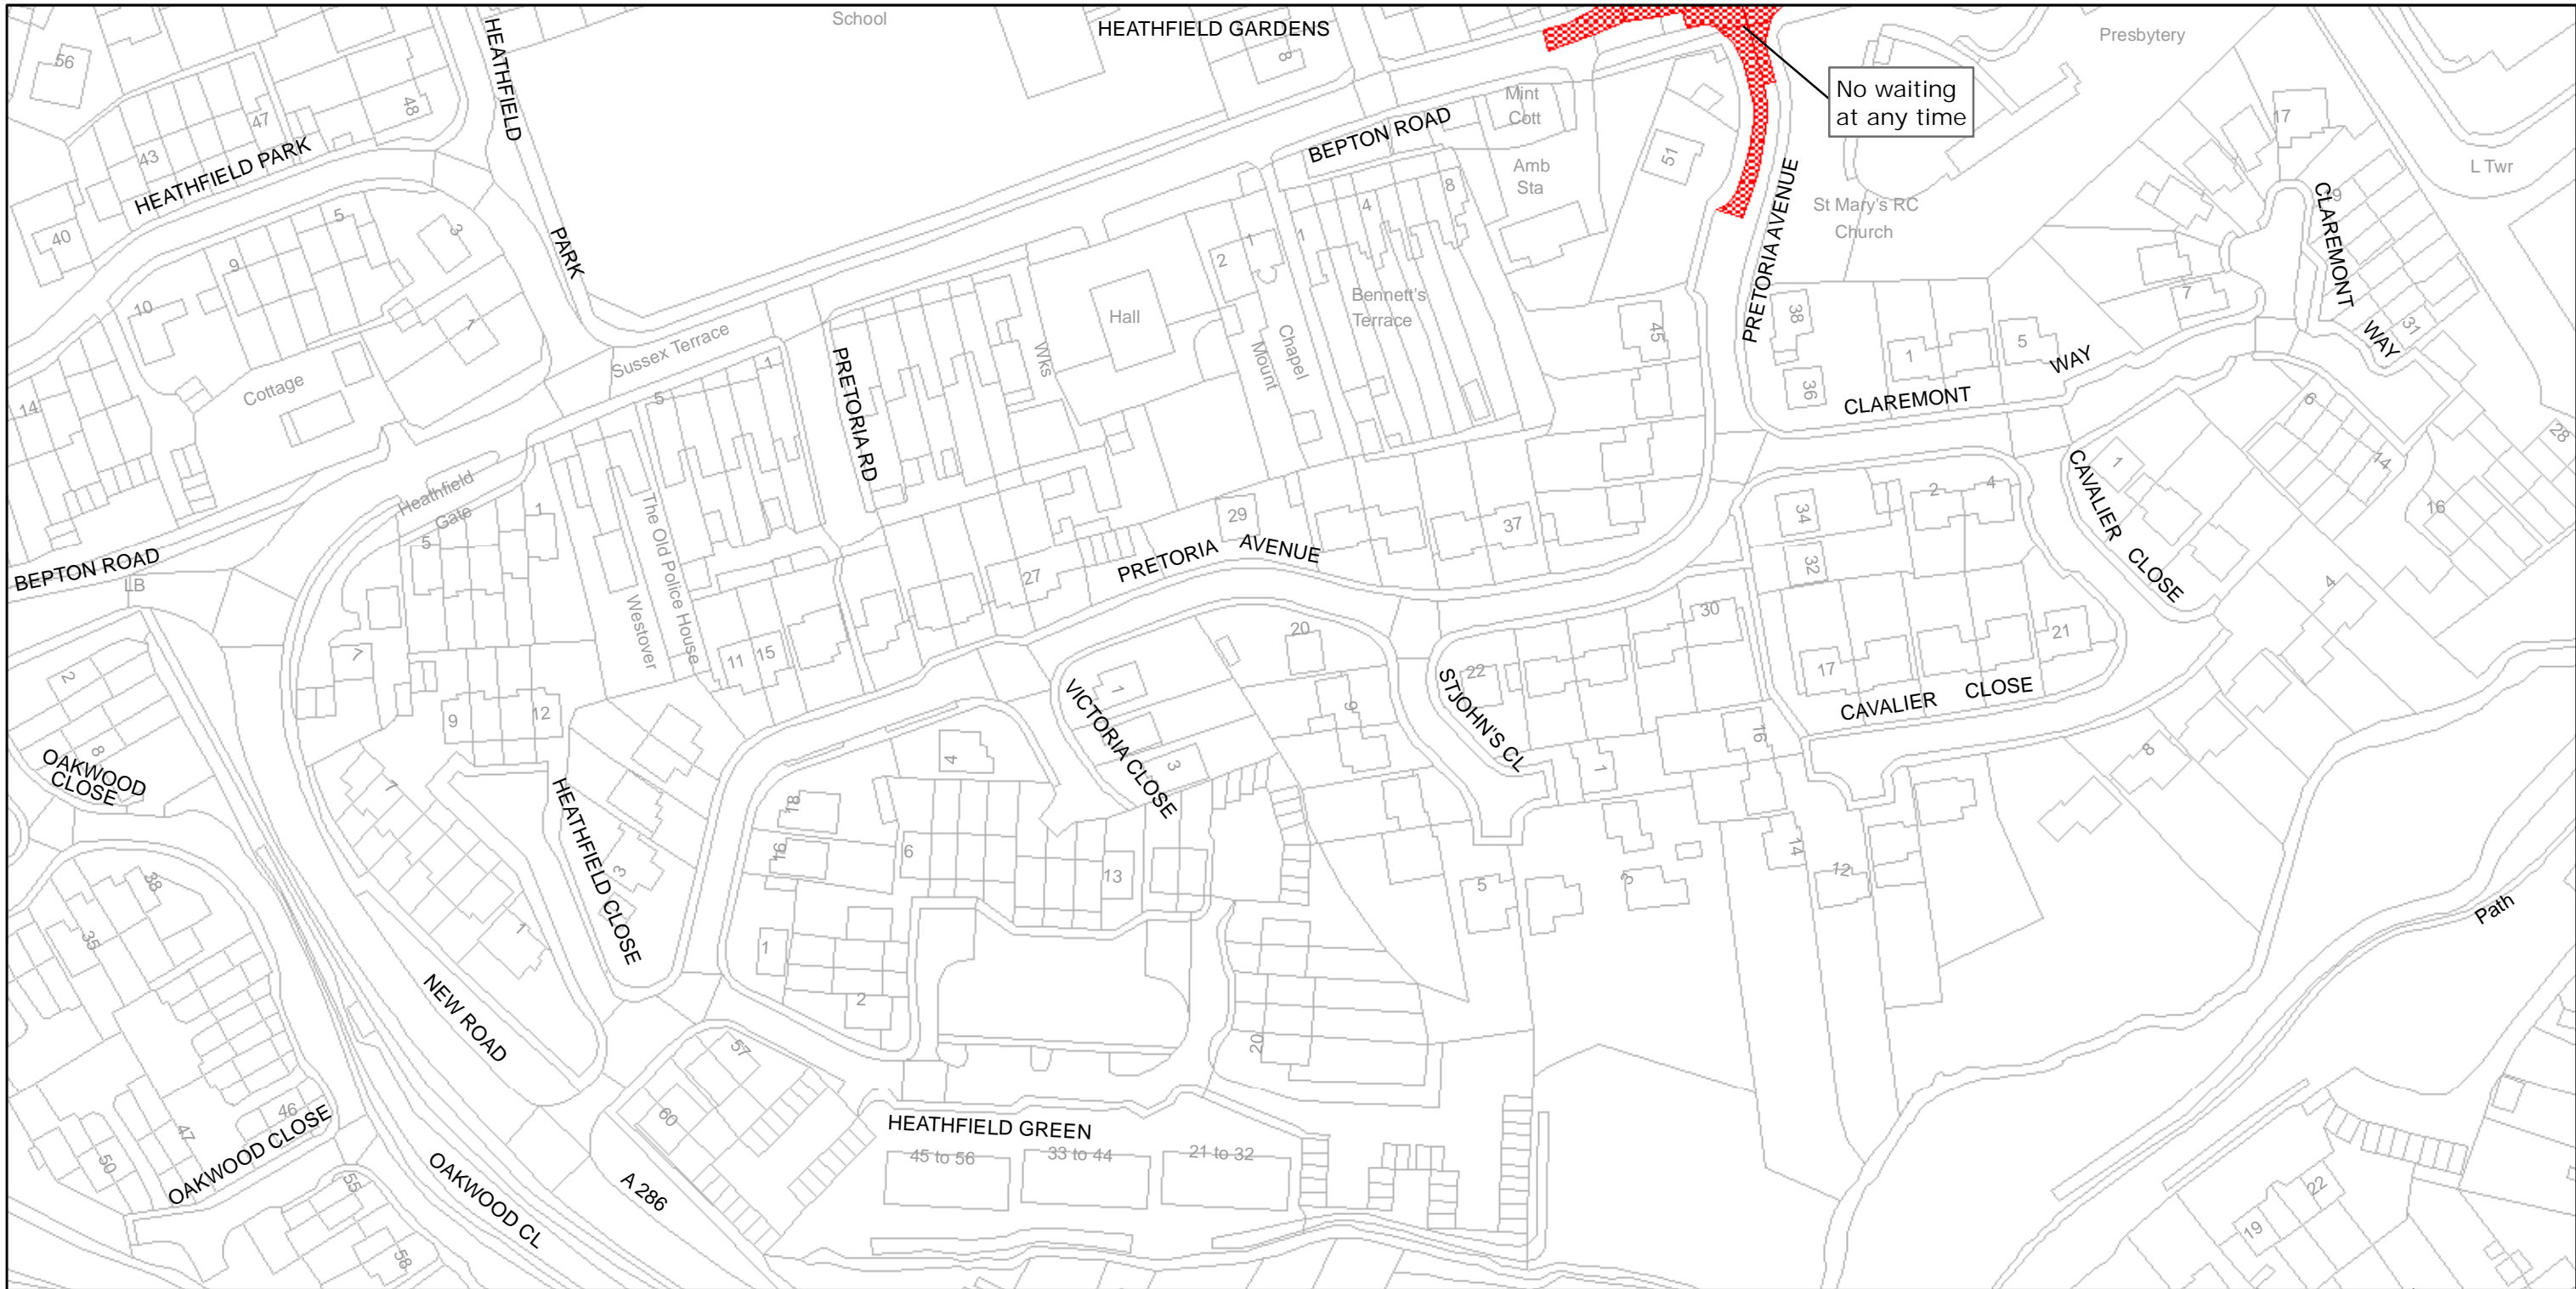 School
HEATHFIELD GARDENS
Presbytery
56
HEATHFIELD
PARK
8
48
47
43
HEATHFIELD PARK
40
No waiting
at any time
Mint
Cott
BEPTON ROAD
51
Amb
Sta
PRETORIA AVENUE
St Mary's RC
Church
17
L Twr
19
CLAREMONT
WAY
31
5
3
9
10
1
14
Cottage
Sussex Terrace
5
1
PRETORIA RD
Wks
Hall
2
1
1
4
8
Chapel
Mount
Bennett's
Terrace
45
38
36
1
5
7
CLAREMONT
WAY
6
14
28
16
4
Heathfield
Gate
1
5
The Old Police House
Westover
29
37
27
PRETORIA
AVENUE
34
32
2
4
1
CAVALIER
CLOSE
BEPTON ROAD
LB
7
9
12
11
15
20
22
30
17
21
CAVALIER
CLOSE
2
8
OAKWOOD
CLOSE
7
1
HEATHFIELD CLOSE
3
4
18
16
6
13
VICTORIA CLOSE
1
3
9
STJOHN'S CL
1
16
14
12
5
3
8
Path
38
35
NEW ROAD
1
2
20
57
60
46
47
50
OAKWOOD CLOSE
55
58
OAKWOOD CL
A 286
HEATHFIELD GREEN
45 to 56
33 to 44
21 to 32
22
19